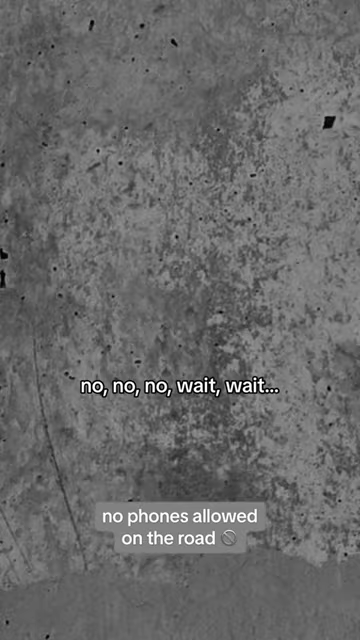 no, no, no, wait, wait...
no phones allowed
on the road 🚫